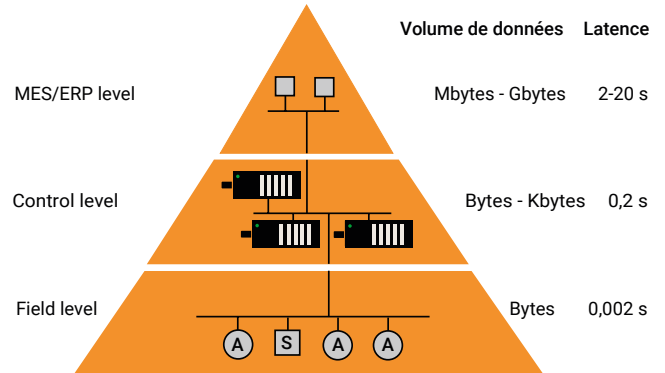 Volume de données Latence
MES/ERP level Mbytes - Gbytes 2-20 s
Control level Bytes - Kbytes 0,2 s
Field level Bytes 0,002 s
A S A A